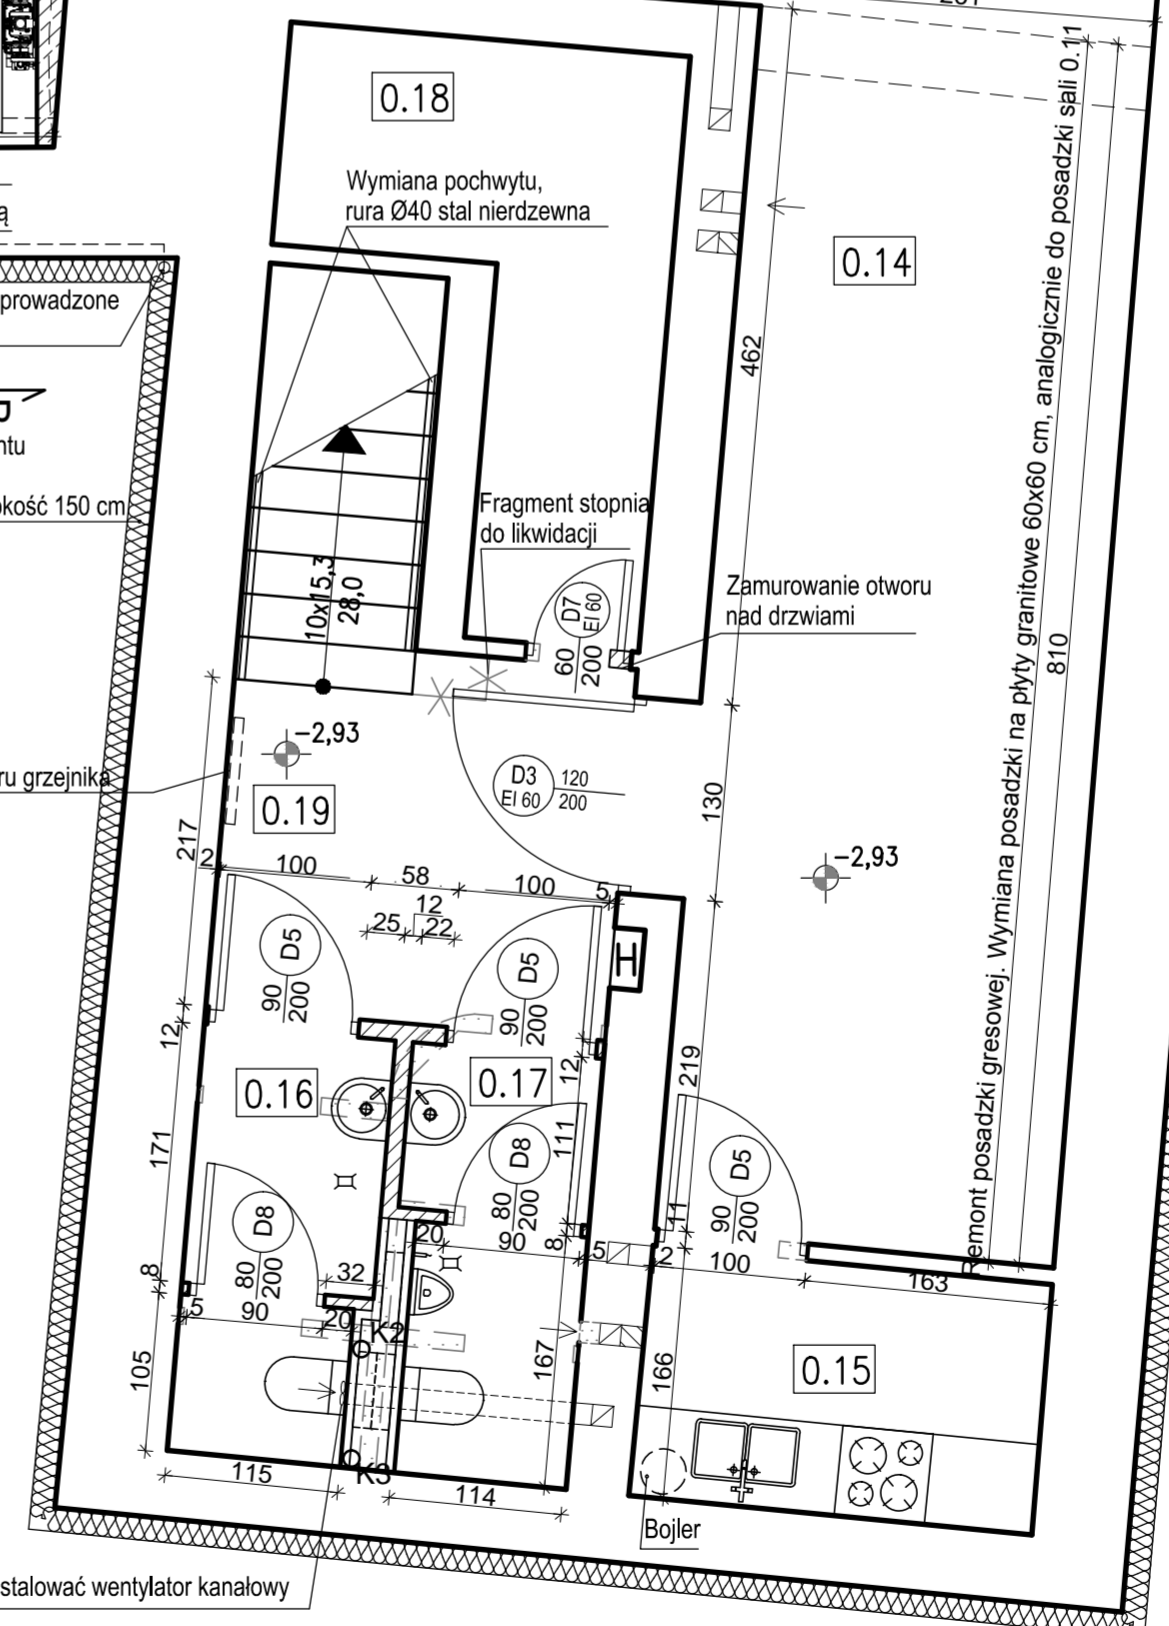 0.18
Wymiana pochwytu,
rura Ø40 stal nierdzewna
0.14
prowadzone
462
ntu
okość 150 cm
Fragment stopnia
do likwidacji
Zamurowanie otworu
nad drzwiami
10x15,3
28,0
D7
EI 60
60
200
810
Remont posadzki gresowej. Wymiana posadzki na płyty granitowe 60x60 cm, analogicznie do posadzki sali 0.11
-2,93
ru grzejnika
D3
EI 60
120
200
0.19
130
217
2
100
58
100
5
-2,93
12
25
22
D5
90
200
D5
90
200
H
12
0.16
0.17
12
219
171
111
D8
80
200
D8
80
200
D5
90
200
11
20
90
8
5
2
100
163
8
32
5
90
20
K2
105
167
166
0.15
115
K3
114
Bojler
stalować wentylator kanałowy